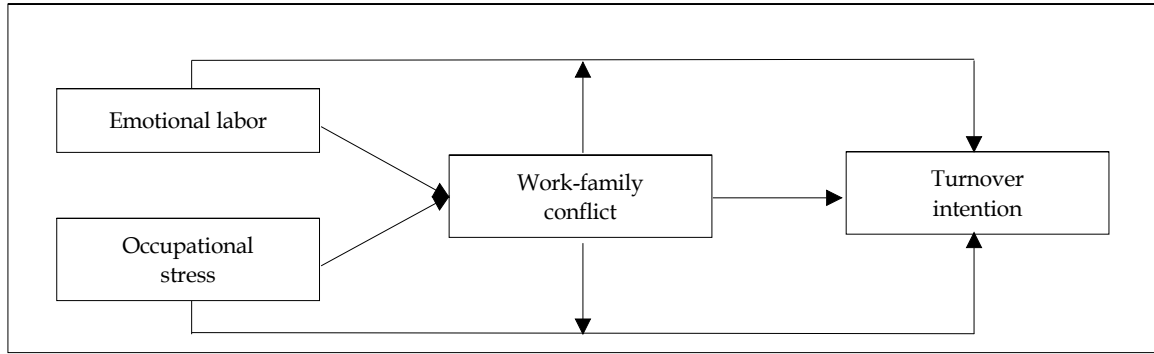 Emotional labor
Work-family
conflict
Turnover
intention
Occupational
stress